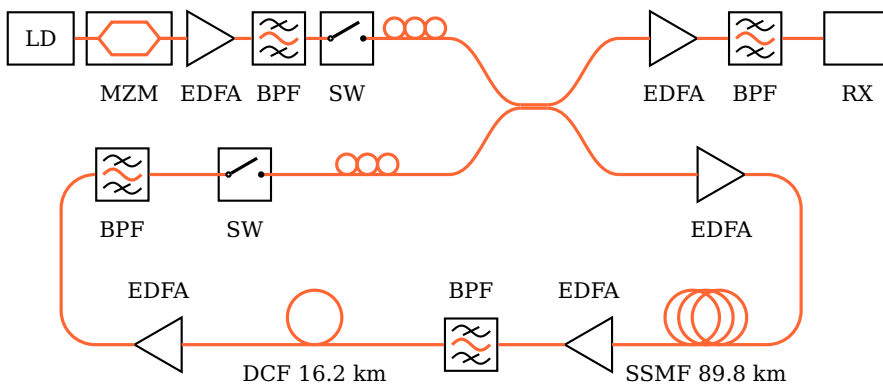 LD
MZM
EDFA
BPF
SW
EDFA
BPF
RX
BPF
SW
EDFA
EDFA
BPF
EDFA
DCF 16.2 km
SSMF 89.8 km